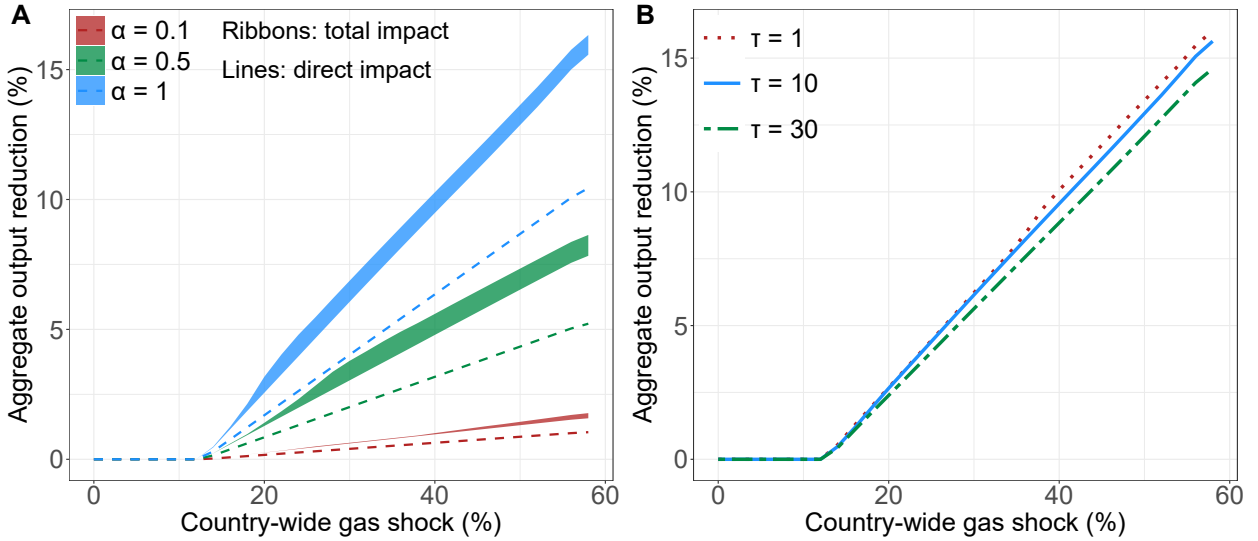 A
α = 0.1
α = 0.5
α = 1
Ribbons: total impact
Lines: direct impact
Aggregate output reduction (%)
15
10
5
0
0
20
40
60
Country-wide gas shock (%)
B
τ = 1
τ = 10
τ = 30
Aggregate output reduction (%)
15
10
5
0
0
20
40
60
Country-wide gas shock (%)